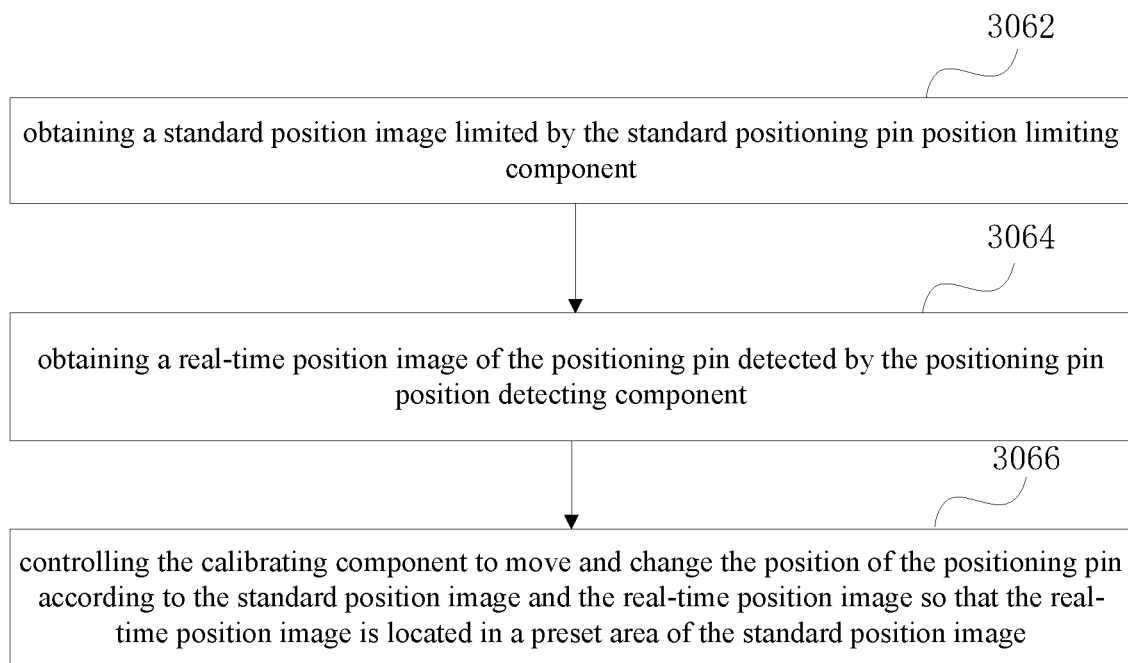 3062
obtaining a standard position image limited by the standard positioning pin position limiting
component
3064
obtaining a real-time position image of the positioning pin detected by the positioning pin
position detecting component
3066
controlling the calibrating component to move and change the position of the positioning pin
according to the standard position image and the real-time position image so that the real-
time position image is located in a preset area of the standard position image